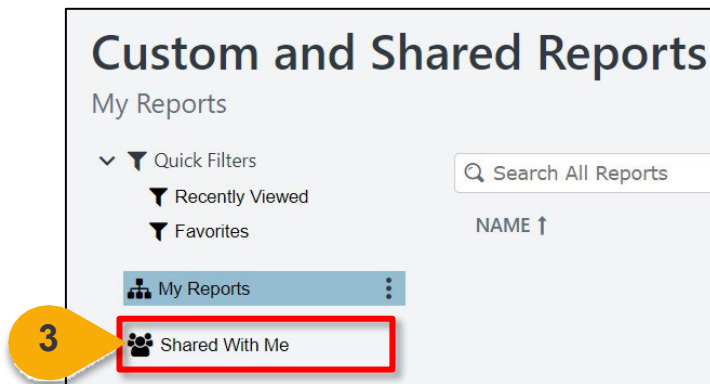 Custom and Shared Reports
My Reports
Quick Filters
Recently Viewed
Favorites
Search All Reports
NAME ↑
My Reports
3
Shared With Me